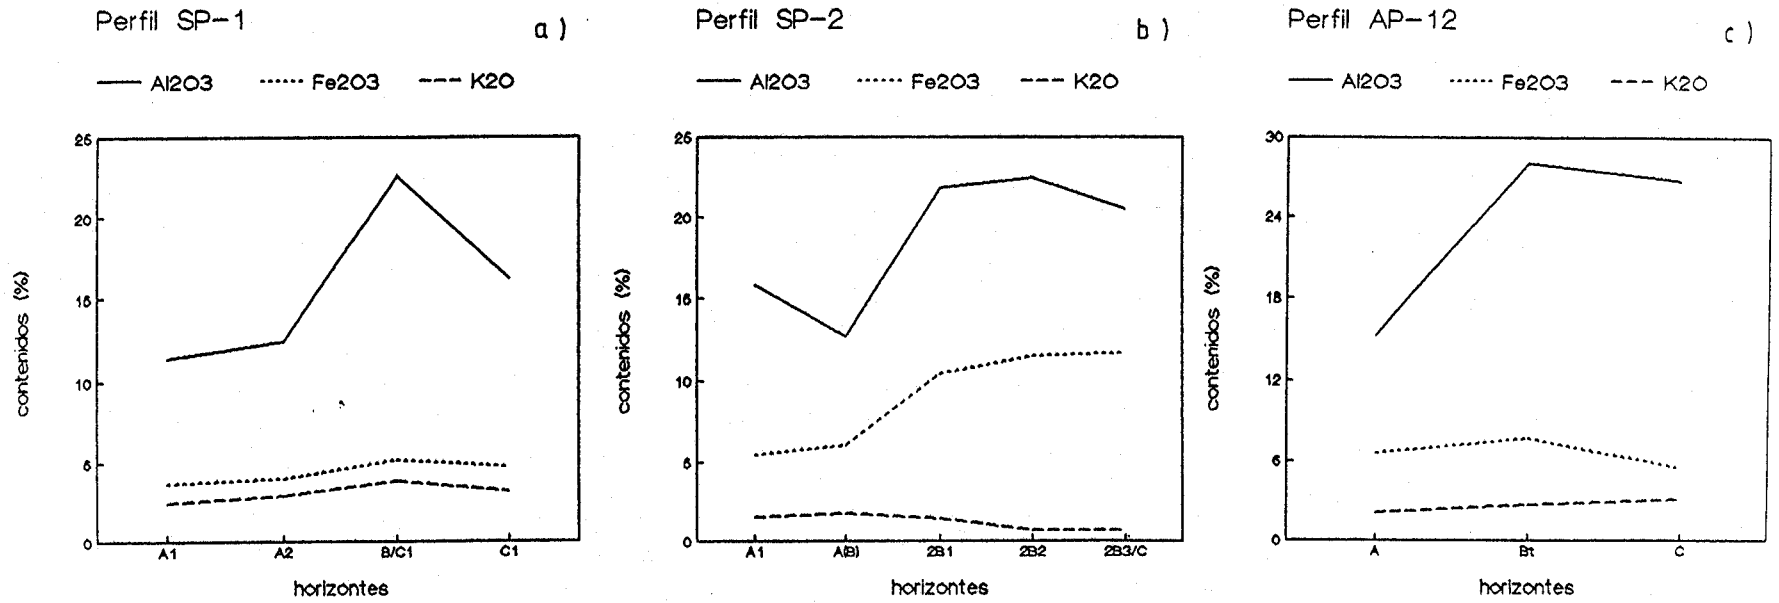 Perfil SP-1 a)
Al2O3 Fe2O3 K2O
25
20
15
10
5
0
contenidos (%)
A1 A2 B/C1 C1
horizontes
Perfil SP-2 b)
Al2O3 Fe2O3 K2O
25
20
15
10
5
0
contenidos (%)
A1 A(B) 2B1 2B2 2B3/C
horizontes
Perfil AP-12 c)
Al2O3 Fe2O3 K2O
30
24
18
12
6
0
contenidos (%)
A Bt C
horizontes